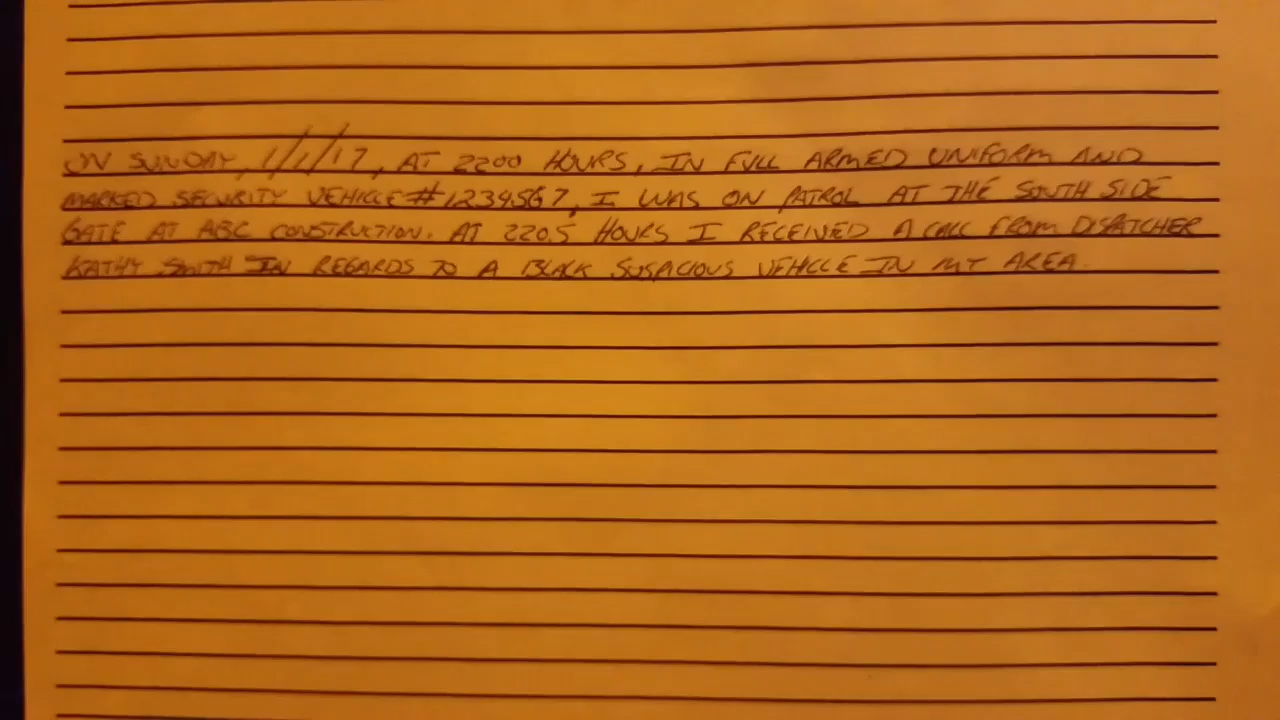 ON SUNDAY, 1/1/17, AT 2200 HOURS, IN FULL ARMED UNIFORM AND
MARKED SECURITY VEHICLE #1234567, I WAS ON PATROL AT THE SOUTH SIDE
GATE AT ABC CONSTRUCTION. AT 2205 HOURS I RECEIVED A CALL FROM DISPATCHER
KATHY SMITH IN REGARDS TO A BLACK SUSPACIOUS VEHICLE IN MY AREA.